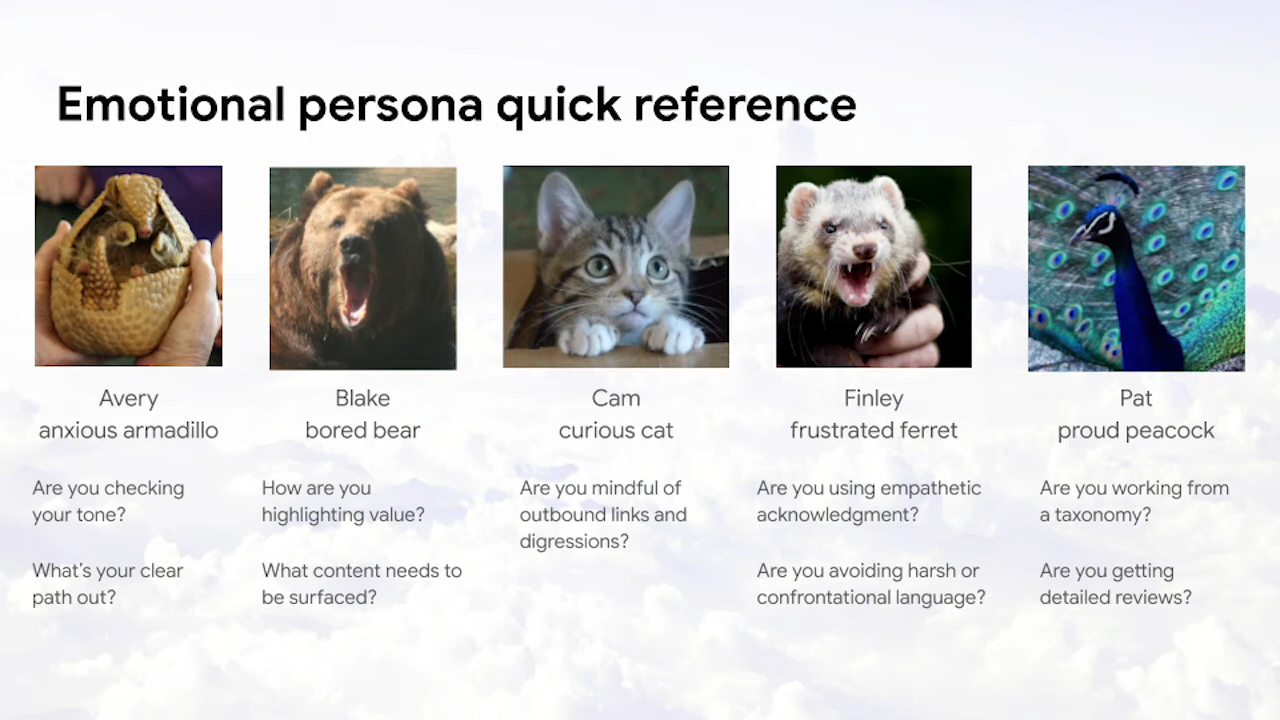 Emotional persona quick reference
Avery
anxious armadillo
Are you checking
your tone?
What's your clear
path out?
Blake
bored bear
How are you
highlighting value?
What content needs to
be surfaced?
Cam
curious cat
Are you mindful of
outbound links and
digressions?
Finley
frustrated ferret
Are you using empathetic
acknowledgment?
Are you avoiding harsh or
confrontational language?
Pat
proud peacock
Are you working from
a taxonomy?
Are you getting
detailed reviews?